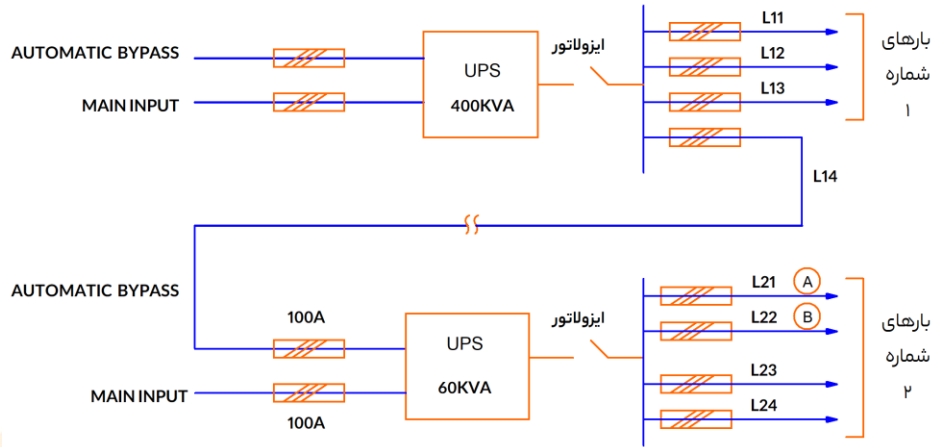 AUTOMATIC BYPASS
MAIN INPUT
UPS
400KVA
ایزولاتور
L11
L12
L13
L14
بارهای
شماره
۱
AUTOMATIC BYPASS
MAIN INPUT
100A
100A
UPS
60KVA
ایزولاتور
L21
A
L22
B
L23
L24
بارهای
شماره
۲